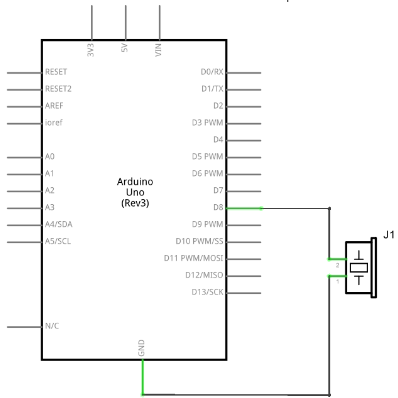 3V3
5V
VIN
RESET
RESET2
AREF
ioref
A0
A1
A2
A3
A4/SDA
A5/SCL
N/C
Arduino
Uno
(Rev3)
D0/RX
D1/TX
D2
D3 PWM
D4
D5 PWM
D6 PWM
D7
D8
D9 PWM
D10 PWM/SS
D11 PWM/MOSI
D12/MISO
D13/SCK
GND
J1
2
1